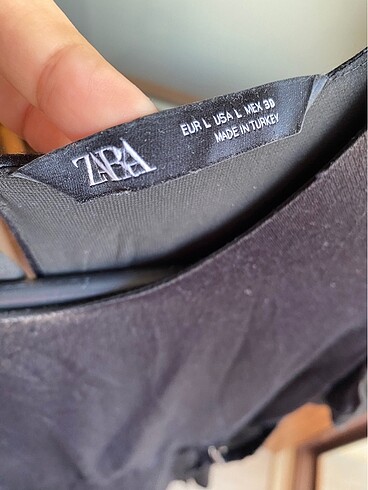 ZARA
EUR L USA L MEX 30
MADE IN TURKEY